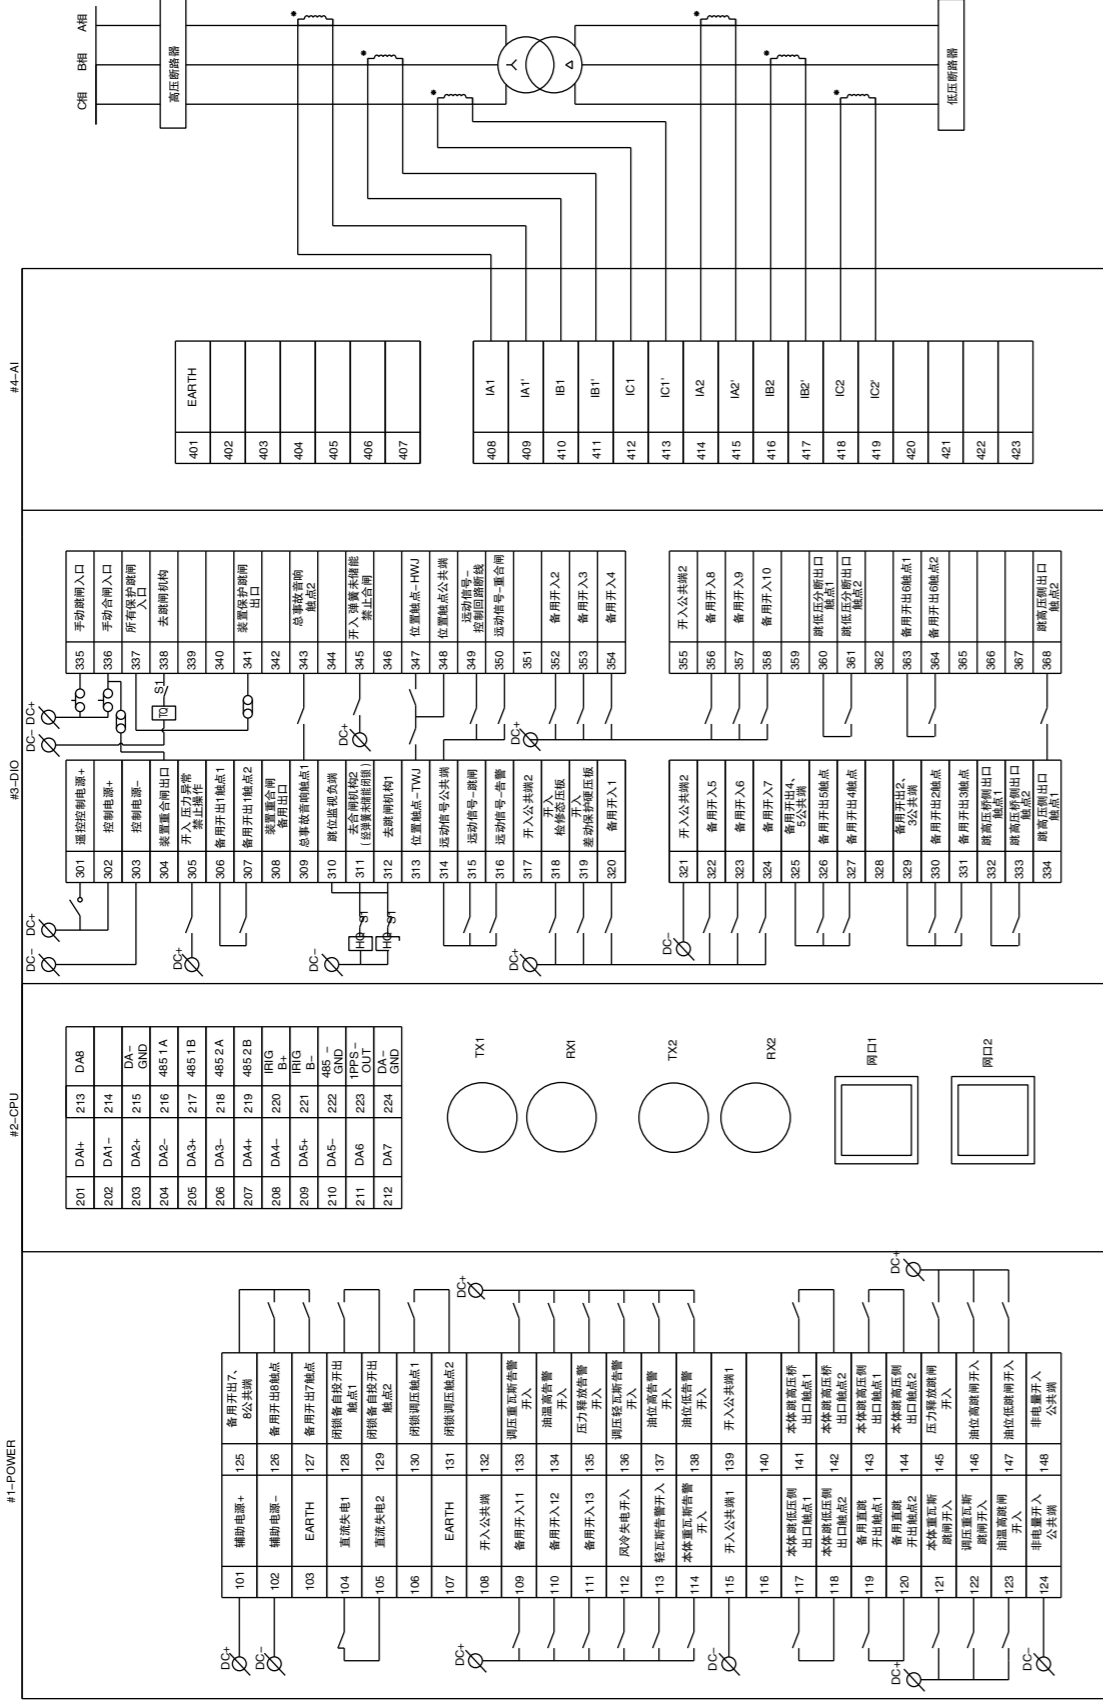 #1-POWER
101
辅助电源+
102
辅助电源-
103
EARTH
104
直流失电1
105
直流失电2
106
107
EARTH
108
开入公共端
109
备用开入11
110
备用开入12
111
备用开入13
112
风冷失电开入
113
轻瓦斯告警开入
114
本体重瓦斯告警
开入
115
开入公共端1
116
117
本体跳低压侧
出口触点1
118
本体跳低压侧
出口触点2
119
备用直跳
开出触点1
120
备用直跳
开出触点2
121
本体重瓦斯
跳闸开入
122
调压重瓦斯
跳闸开入
123
油温高跳闸
开入
124
非电量开入
公共端
125
备用开出7、
8公共端
126
备用开出8触点
127
备用开出7触点
128
闭锁备自投开出
触点1
129
闭锁备自投开出
触点2
130
闭锁调压触点1
131
闭锁调压触点2
132
133
调压重瓦斯告警
开入
134
油温高告警
开入
135
压力释放告警
开入
136
调压轻瓦斯告警
开入
137
油位高告警
开入
138
油位低告警
开入
139
开入公共端1
140
141
本体跳高压桥
出口触点1
142
本体跳高压桥
出口触点2
143
本体跳高压侧
出口触点1
144
本体跳高压侧
出口触点2
145
压力释放跳闸
开入
146
油位高跳闸开入
147
油位低跳闸开入
148
非电量开入
公共端
DC+
DC-
DC+
DC-
DC+
DC-
DC+
DC+
#2-CPU
201
DAI+
202
DA1-
203
DA2+
204
DA2-
205
DA3+
206
DA3-
207
DA4+
208
DA4-
209
DA5+
210
DA5-
211
DA6
212
DA7
213
DA8
214
215
DA-
GND
216
4851A
217
4851B
218
4852A
219
4852B
220
IRIG
B+
221
IRIG
B-
222
485-
GND
223
1PPS-
OUT
224
DA-
GND
TX1
RX1
TX2
RX2
网口1
网口2
#3-DIO
301
遥控控制电源+
302
控制电源+
303
控制电源-
304
装置重合闸出口
305
开入 压力异常
禁止操作
306
备用开出1触点1
307
备用开出1触点2
308
装置重合闸
备用出口
309
总事故音响触点1
310
跳位监视负端
311
去合闸机构2
(经弹簧未储能闭锁)
312
去跳闸机构1
313
位置触点-TWJ
314
远动信号公共端
315
远动信号-跳闸
316
远动信号-告警
317
开入公共端2
318
开入
检修态压板
319
开入
差动保护硬压板
320
备用开入1
321
开入公共端2
322
备用开入5
323
备用开入6
324
备用开入7
325
备用开出4、
5公共端
326
备用开出5触点
327
备用开出4触点
328
329
备用开出2、
3公共端
330
备用开出2触点
331
备用开出3触点
332
跳高压桥侧出口
触点1
333
跳高压桥侧出口
触点2
334
跳高压侧出口
触点1
335
手动跳闸入口
336
手动合闸入口
337
所有保护跳闸
入口
338
去跳闸机构
339
340
341
装置保护跳闸
出口
342
343
总事故音响
触点2
344
345
开入 弹簧未储能
禁止合闸
346
347
位置触点-HWJ
348
位置触点公共端
349
远动信号-
控制回路断线
350
远动信号-重合闸
351
352
备用开入2
353
备用开入3
354
备用开入4
355
开入公共端2
356
备用开入8
357
备用开入9
358
备用开入10
359
360
跳低压分断出口
触点1
361
跳低压分断出口
触点2
362
363
备用开出6触点1
364
备用开出6触点2
365
366
367
368
跳高压侧出口
触点2
DC-
DC+
DC+
DC-
DC+
DC-
DC-
DC+
DC+
DC+
HQ
S1
HQ
S1
TQ
S1
#4-AI
401
EARTH
402
403
404
405
406
407
408
IA1
409
IA1'
410
IB1
411
IB1'
412
IC1
413
IC1'
414
IA2
415
IA2'
416
IB2
417
IB2'
418
IC2
419
IC2'
420
421
422
423
A相
B相
C相
高压断路器
低压断路器